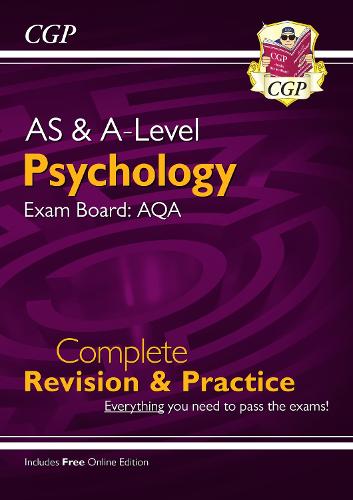 CGP
CGP
CGP
AS & A-Level
Psychology
Exam Board: AQA
Complete
Revision & Practice
Everything you need to pass the exams!
Includes Free Online Edition